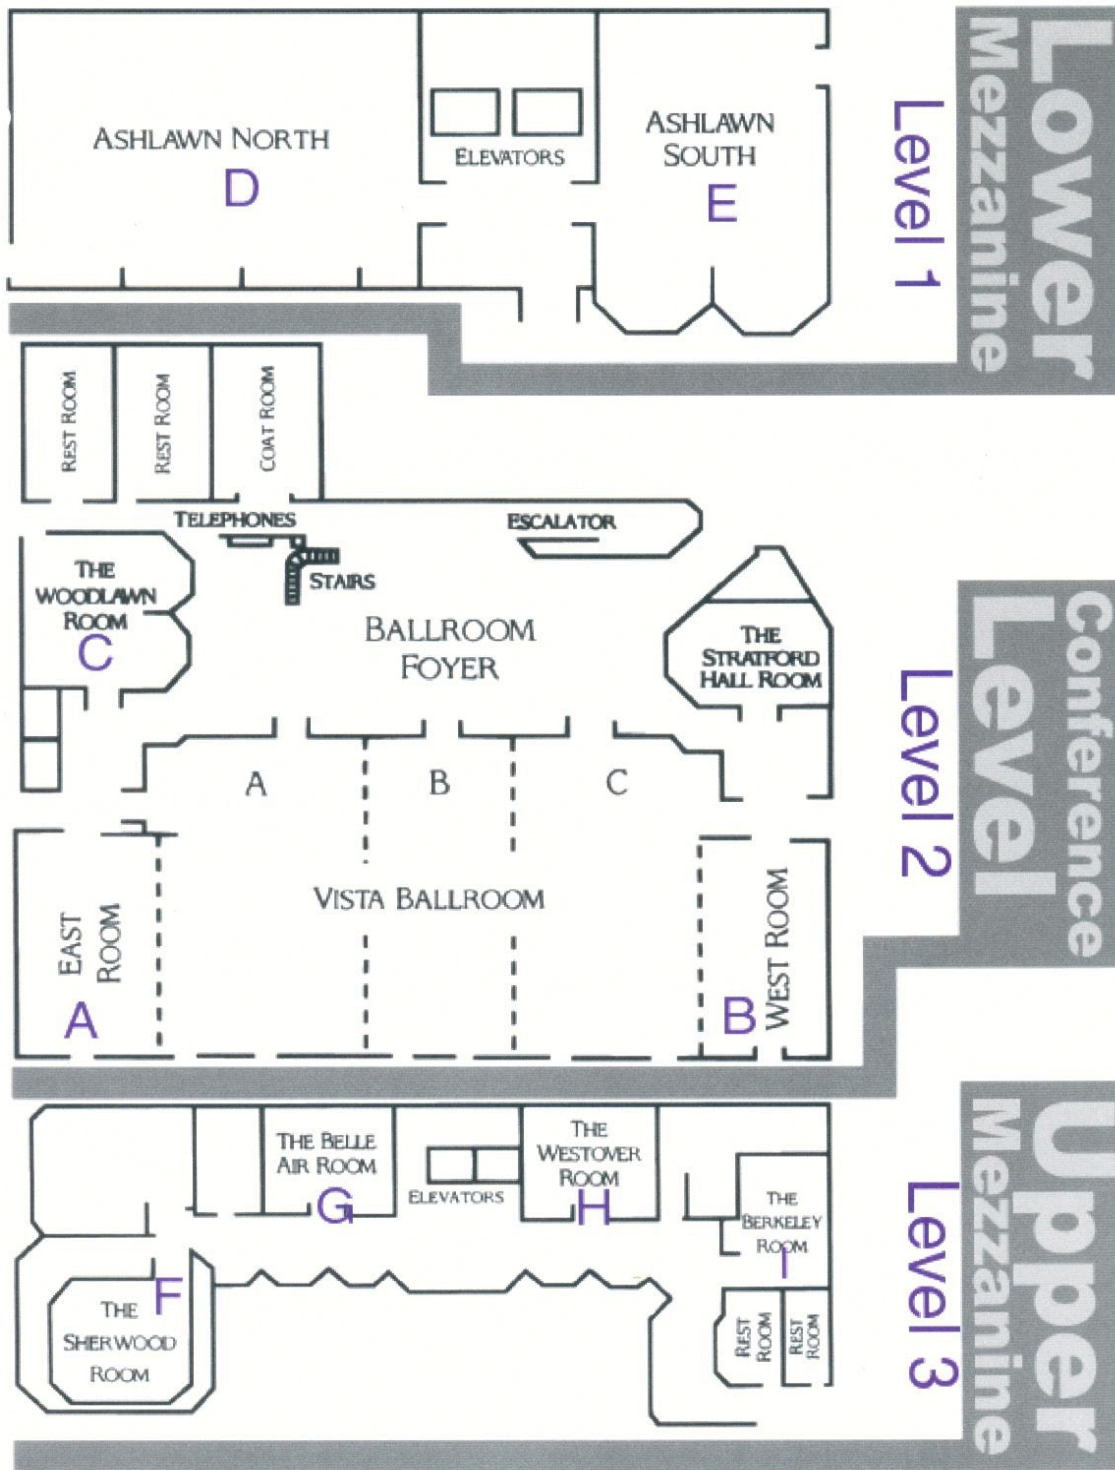 Lower
Mezzanine
Level 1
ASHLAWN NORTH
D
ELEVATORS
ASHLAWN
SOUTH
E
REST ROOM
REST ROOM
COAT ROOM
TELEPHONES
ESCALATOR
STAIRS
THE
WOODLAWN
ROOM
C
BALLROOM
FOYER
THE
STRATFORD
HALL ROOM
Conference
Level
Level 2
A
B
C
VISTA BALLROOM
EAST
ROOM
A
WEST ROOM
B
Upper
Mezzanine
Level 3
THE BELLE
AIR ROOM
G
ELEVATORS
THE
WESTOVER
ROOM
H
THE
BERKELEY
ROOM
I
F
THE
SHERWOOD
ROOM
REST
ROOM
REST
ROOM